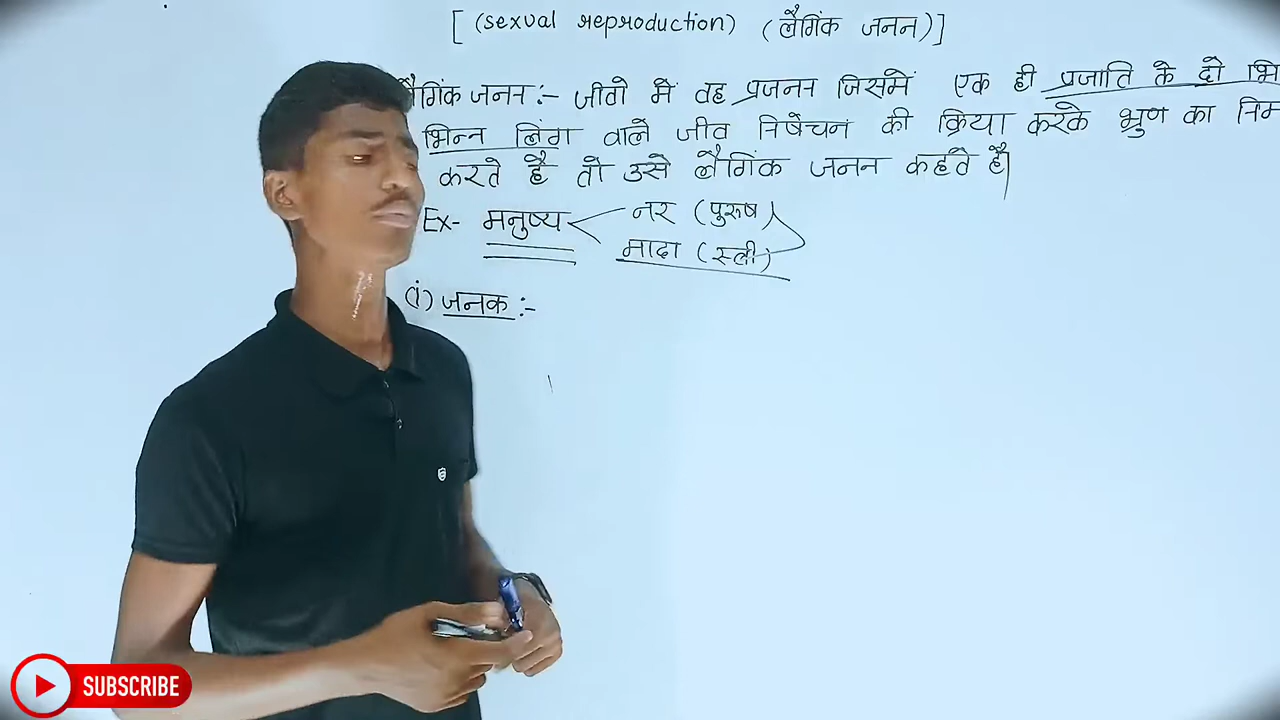 [ (sexual reproduction) (लैगिंक जनन)]
लैगिंक जनन :- जीवो में वह प्रजनन जिसमें एक ही प्रजाति के दो
भिन्न लिंग वाले जीव निषेचन की क्रिया करके भ्रुण का
करते है तो उसे लैगिंक जनन कहते है|
Ex- मनुष्य नर (पुरुष)
मादा (स्त्री)
(i) जनक :-
SUBSCRIBE